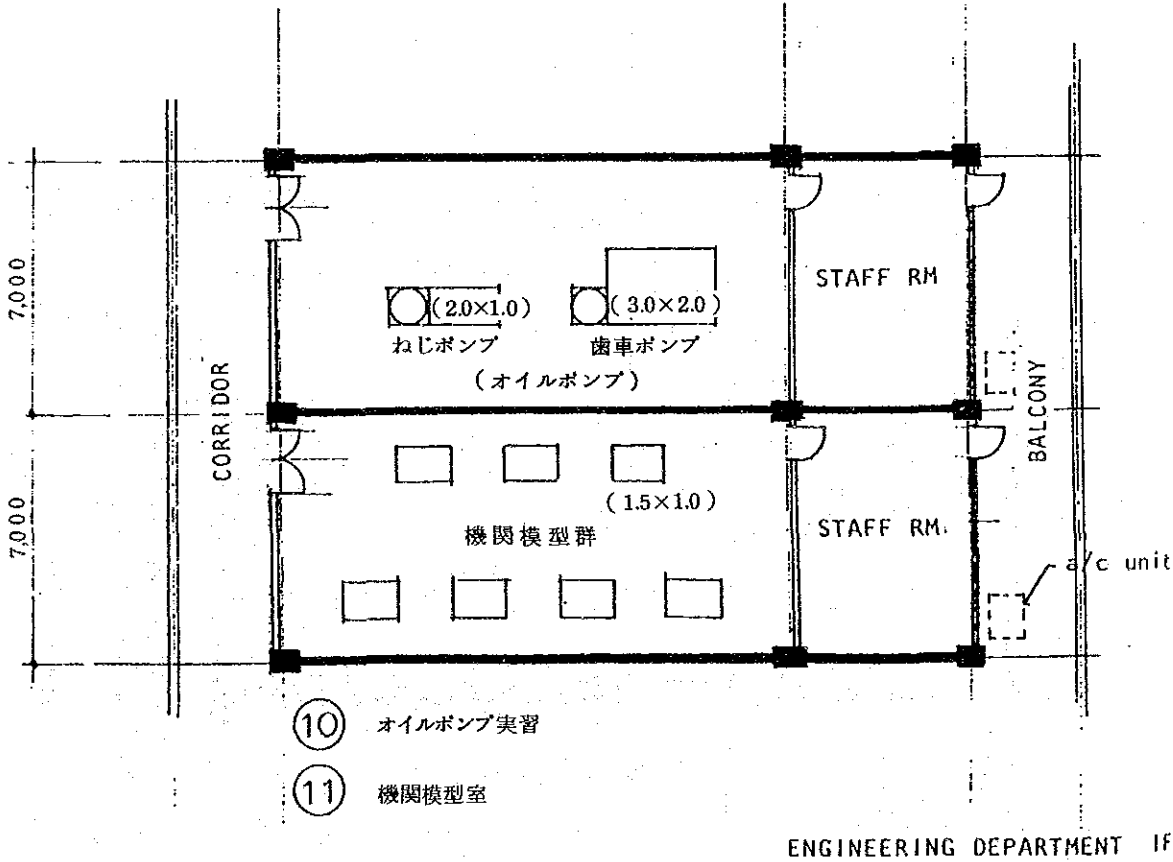 7,000
STAFF RM
(2.0×1.0)
(3.0×2.0)
ねじポンプ
歯車ポンプ
(オイルポンプ)
CORRIDOR
BALCONY
7,000
(1.5×1.0)
機関模型群
STAFF RM.
a/c unit
10 オイルポンプ実習
11 機関模型室
ENGINEERING DEPARTMENT